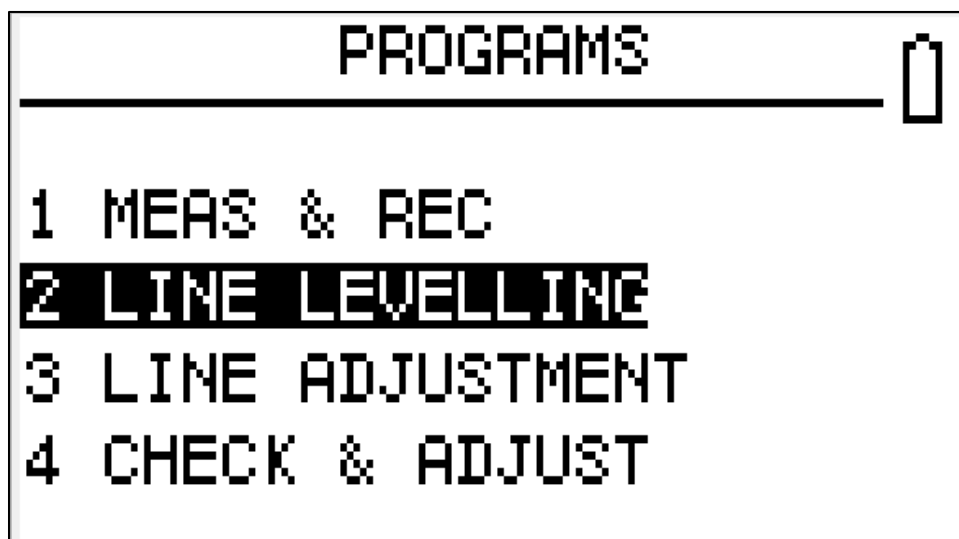 PROGRAMS
1 MEAS & REC
2 LINE LEVELLING
3 LINE ADJUSTMENT
4 CHECK & ADJUST